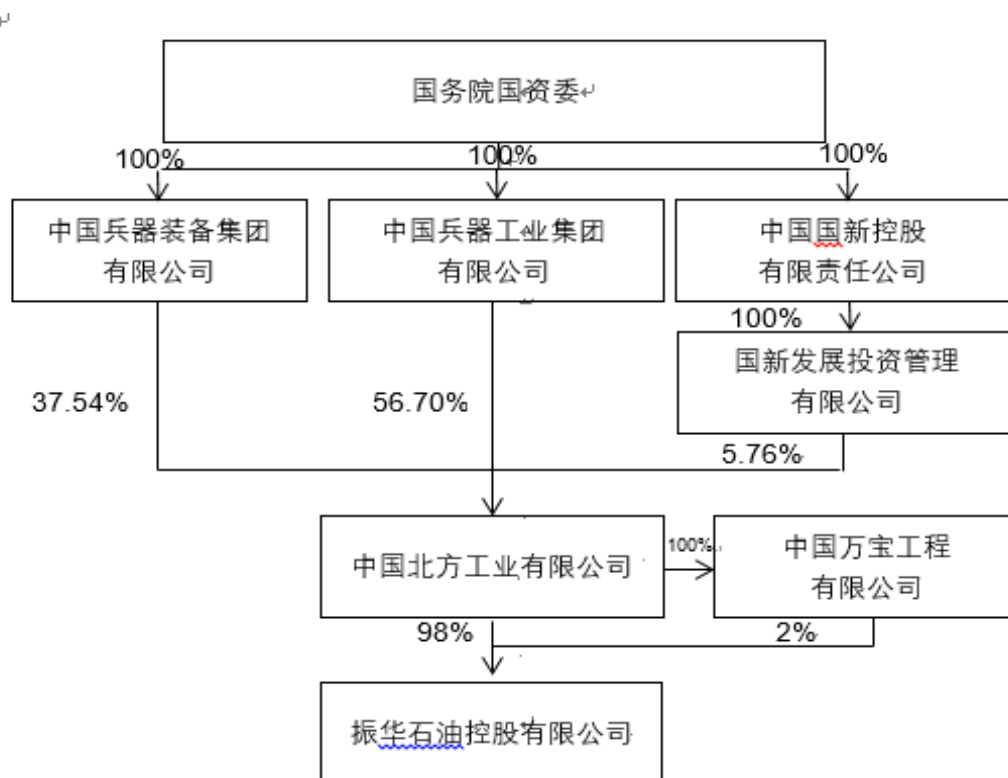 国务院国资委
100%
100%
100%
中国兵器装备集团
有限公司
中国兵器工业集团
有限公司
中国国新控股
有限责任公司
100%
国新发展投资管理
有限公司
37.54%
56.70%
5.76%
中国北方工业有限公司
100%
中国万宝工程
有限公司
98%
2%
振华石油控股有限公司